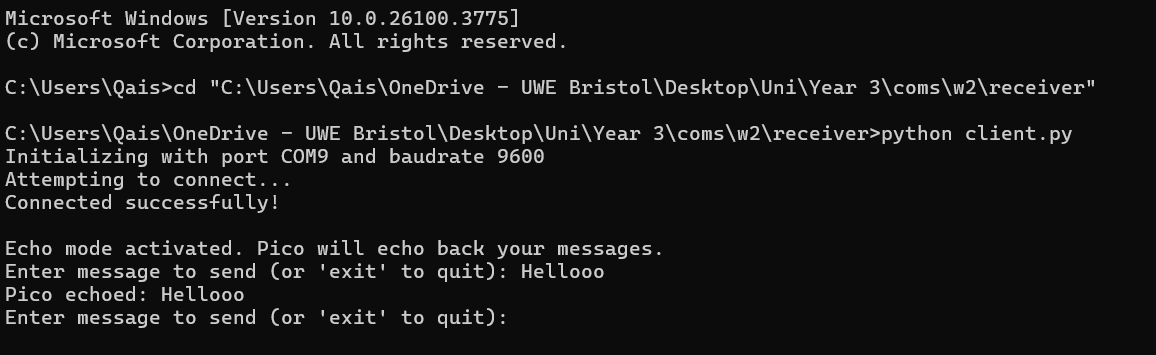 Microsoft Windows [Version 10.0.26100.3775]
(c) Microsoft Corporation. All rights reserved.
C:\Users\Qais>cd "C:\Users\Qais\OneDrive - UWE Bristol\Desktop\Uni\Year 3\coms\w2\receiver"
C:\Users\Qais\OneDrive - UWE Bristol\Desktop\Uni\Year 3\coms\w2\receiver>python client.py
Initializing with port COM9 and baudrate 9600
Attempting to connect...
Connected successfully!
Echo mode activated. Pico will echo back your messages.
Enter message to send (or 'exit' to quit): Hellooo
Pico echoed: Hellooo
Enter message to send (or 'exit' to quit):